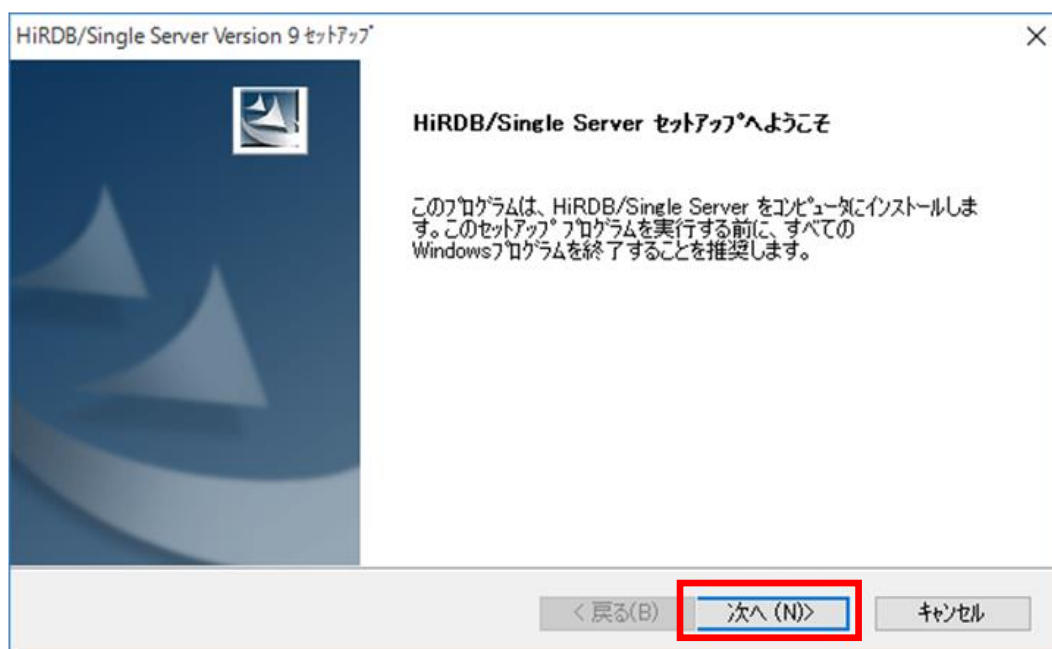 HiRDB/Single Server Version 9 ｾｯﾄｱｯﾌﾟ
HiRDB/Single Server ｾｯﾄｱｯﾌﾟへようこそ
このﾌﾟﾛｸﾞﾗﾑは、HiRDB/Single Server をｺﾝﾋﾟｭｰﾀにｲﾝｽﾄｰﾙしま
す。このｾｯﾄｱｯﾌﾟ ﾌﾟﾛｸﾞﾗﾑを実行する前に、すべての
Windowsﾌﾟﾛｸﾞﾗﾑを終了することを推奨します。
< 戻る(B)
次へ (N)>
ｷｬﾝｾﾙ